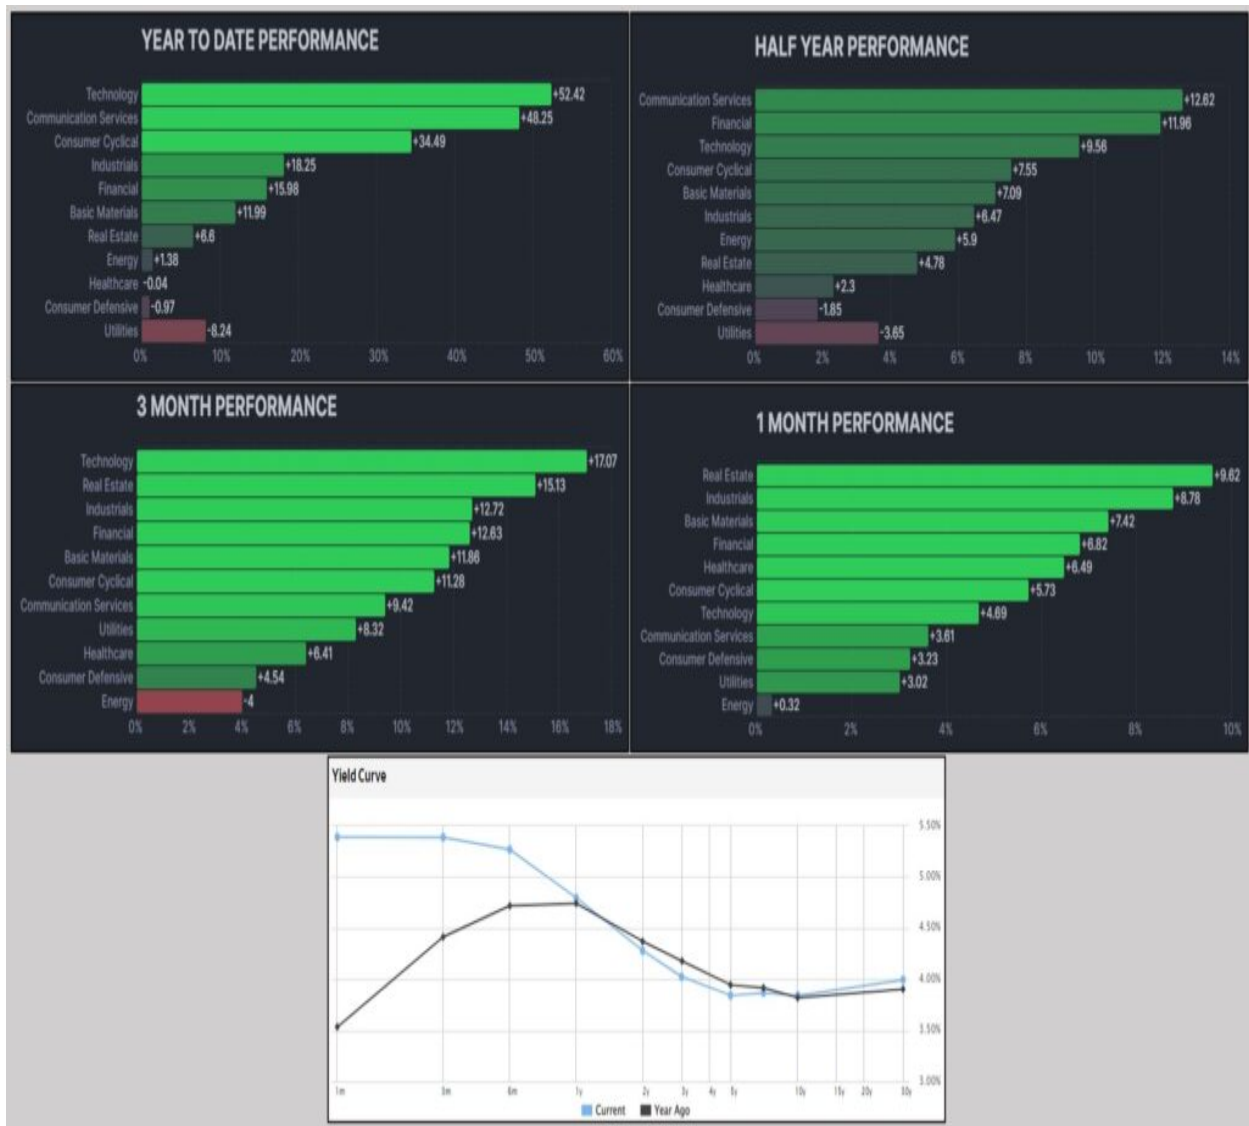 YEAR TO DATE PERFORMANCE
Technology +52.42
Communication Services +48.25
Consumer Cyclical +34.49
Industrials +18.25
Financial +15.98
Basic Materials +11.99
Real Estate +6.6
Energy +1.38
Healthcare -0.04
Consumer Defensive -0.97
Utilities -8.24
0% 10% 20% 30% 40% 50% 60%
HALF YEAR PERFORMANCE
Communication Services +12.62
Financial +11.96
Technology +9.56
Consumer Cyclical +7.55
Basic Materials +7.09
Industrials +6.47
Energy +5.9
Real Estate +4.78
Healthcare +2.3
Consumer Defensive -1.85
Utilities -3.65
0% 2% 4% 6% 8% 10% 12% 14%
3 MONTH PERFORMANCE
Technology +17.07
Real Estate +15.13
Industrials +12.72
Financial +12.63
Basic Materials +11.86
Consumer Cyclical +11.28
Communication Services +9.42
Utilities +8.32
Healthcare +6.41
Consumer Defensive +4.54
Energy -4
0% 2% 4% 6% 8% 10% 12% 14% 16% 18%
1 MONTH PERFORMANCE
Real Estate +9.62
Industrials +8.78
Basic Materials +7.42
Financial +6.82
Healthcare +6.49
Consumer Cyclical +5.73
Technology +4.69
Communication Services +3.61
Consumer Defensive +3.23
Utilities +3.02
Energy +0.32
0% 2% 4% 6% 8% 10%
Yield Curve
5.50%
5.00%
4.50%
4.00%
3.50%
3.00%
1m 3m 6m 1y 2y 3y 4y 5y 10y 15y 20y 30y
Current Year Ago